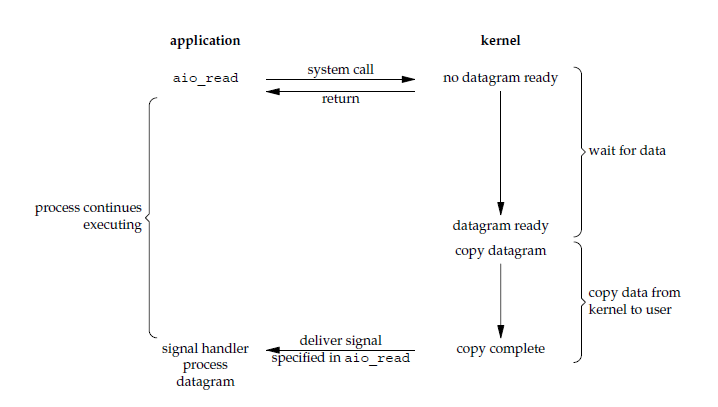 application
kernel
aio_read
system call
no datagram ready
return
wait for data
process continues
executing
datagram ready
copy datagram
copy data from
kernel to user
deliver signal
signal handler
copy complete
specified in aio_read
process
datagram